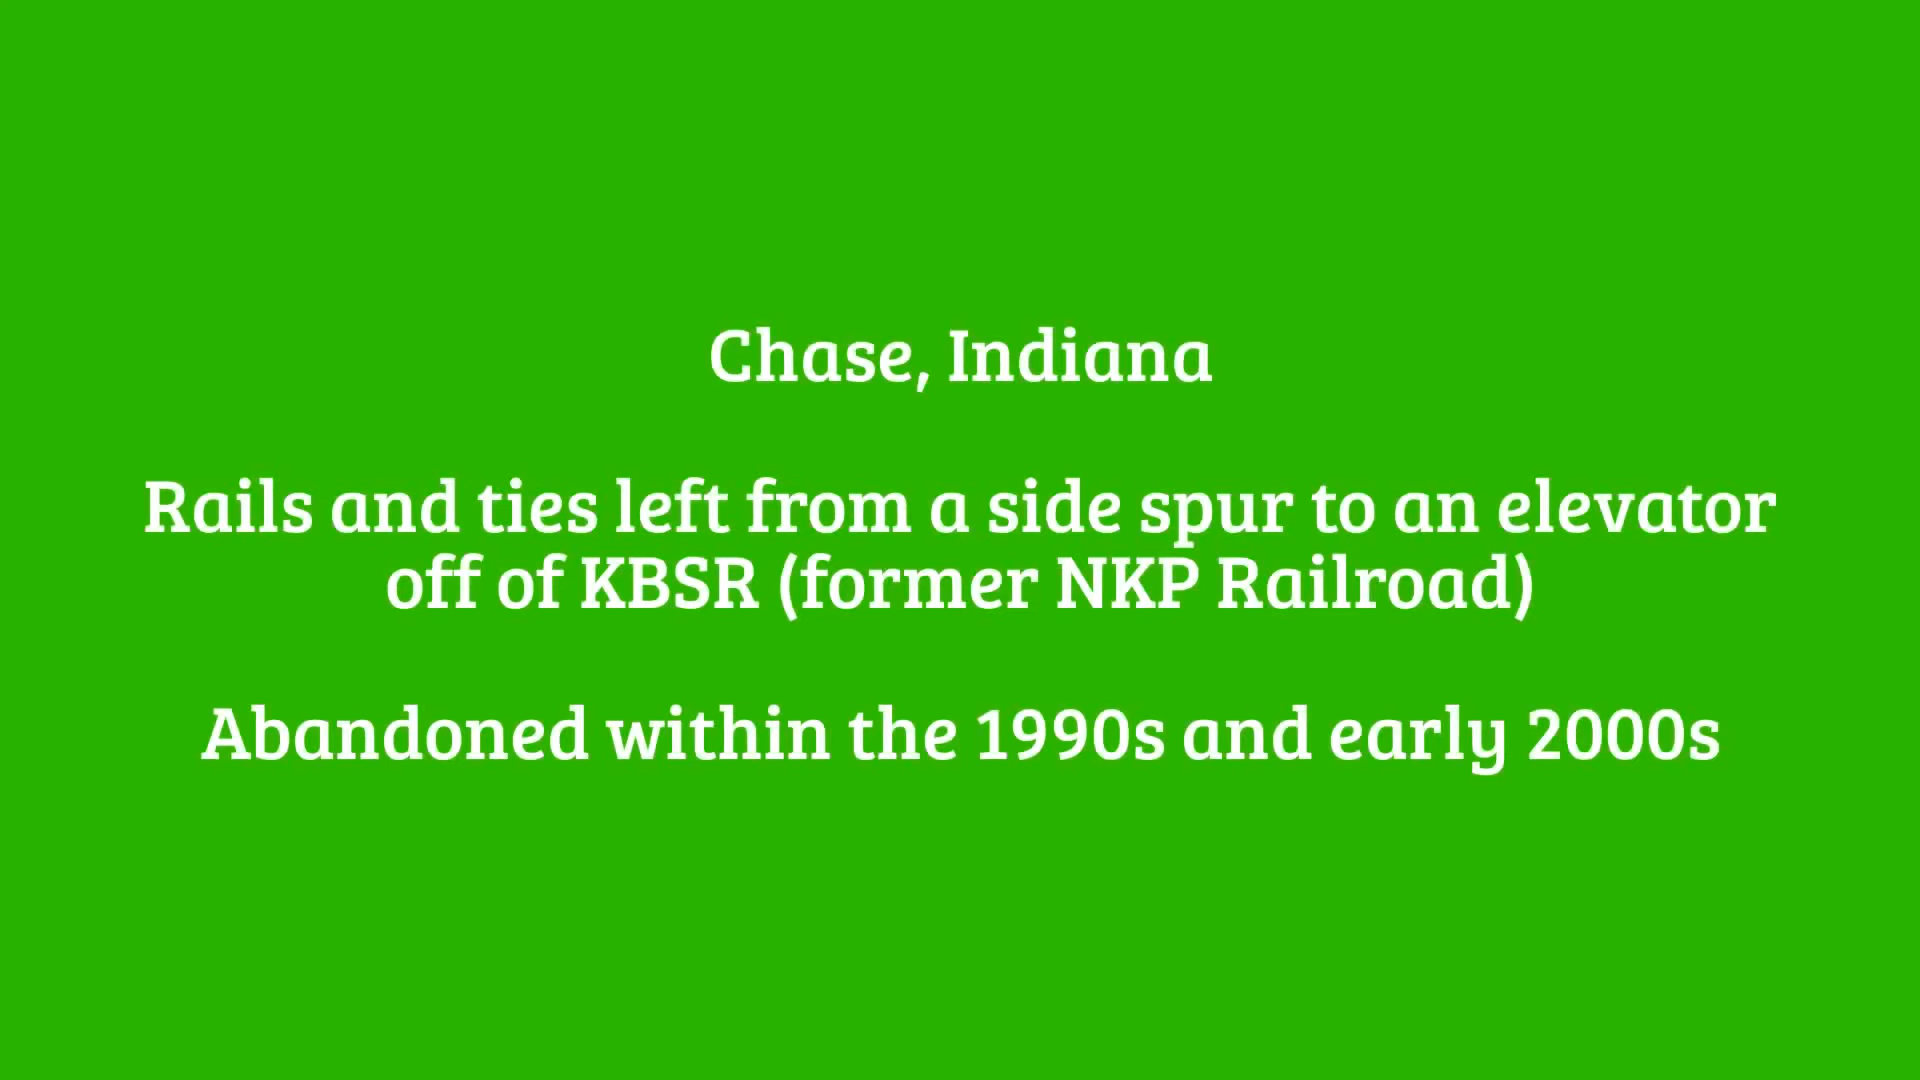 Chase, Indiana
Rails and ties left from a side spur to an elevator
off of KBSR (former NKP Railroad)
Abandoned within the 1990s and early 2000s